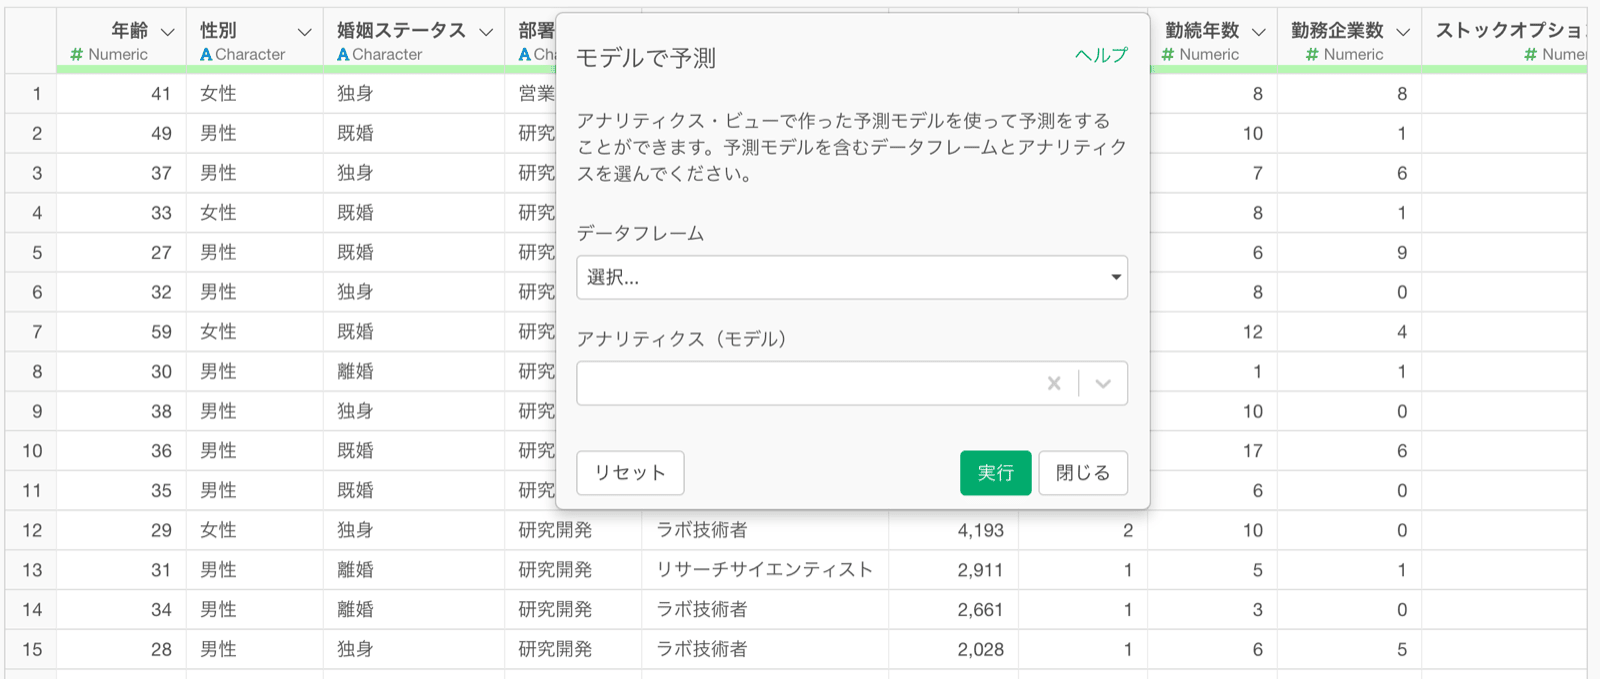 年齢 性別 婚姻ステータス 部署 勤続年数 勤務企業数 ストックオプショ
# Numeric A Character A Character A Cha # Numeric # Numeric # Numer
モデルで予測 ヘルプ
アナリティクス・ビューで作った予測モデルを使って予測をする
ことができます。予測モデルを含むデータフレームとアナリティク
スを選んでください。
データフレーム
選択...
アナリティクス（モデル）
リセット 実行 閉じる
1 41 女性 独身 営業 8 8
2 49 男性 既婚 研究 10 1
3 37 男性 独身 研究 7 6
4 33 女性 既婚 研究 8 1
5 27 男性 既婚 研究 6 9
6 32 男性 独身 研究 8 0
7 59 女性 既婚 研究 12 4
8 30 男性 離婚 研究 1 1
9 38 男性 独身 研究 10 0
10 36 男性 既婚 研究 17 6
11 35 男性 既婚 研究 6 0
12 29 女性 独身 研究開発 ラボ技術者 4,193 2 10 0
13 31 男性 離婚 研究開発 リサーチサイエンティスト 2,911 1 5 1
14 34 男性 離婚 研究開発 ラボ技術者 2,661 1 3 0
15 28 男性 独身 研究開発 ラボ技術者 2,028 1 6 5